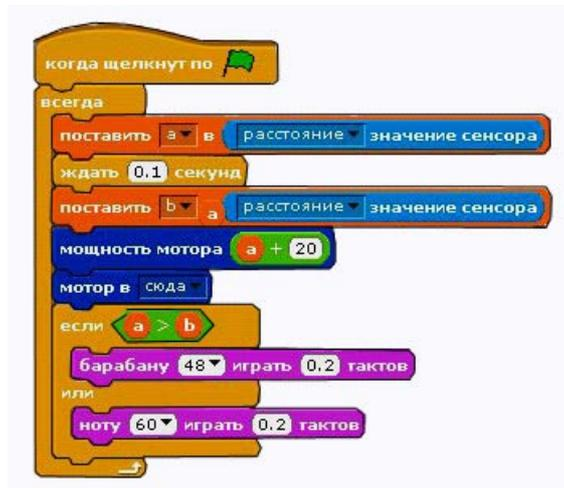 когда щелкнут по
всегда
поставить a в расстояние значение сенсора
ждать 0.1 секунд
поставить b a расстояние значение сенсора
мощность мотора a + 20
мотор в сюда
если a > b
барабану 48 играть 0.2 тактов
или
ноту 60 играть 0.2 тактов